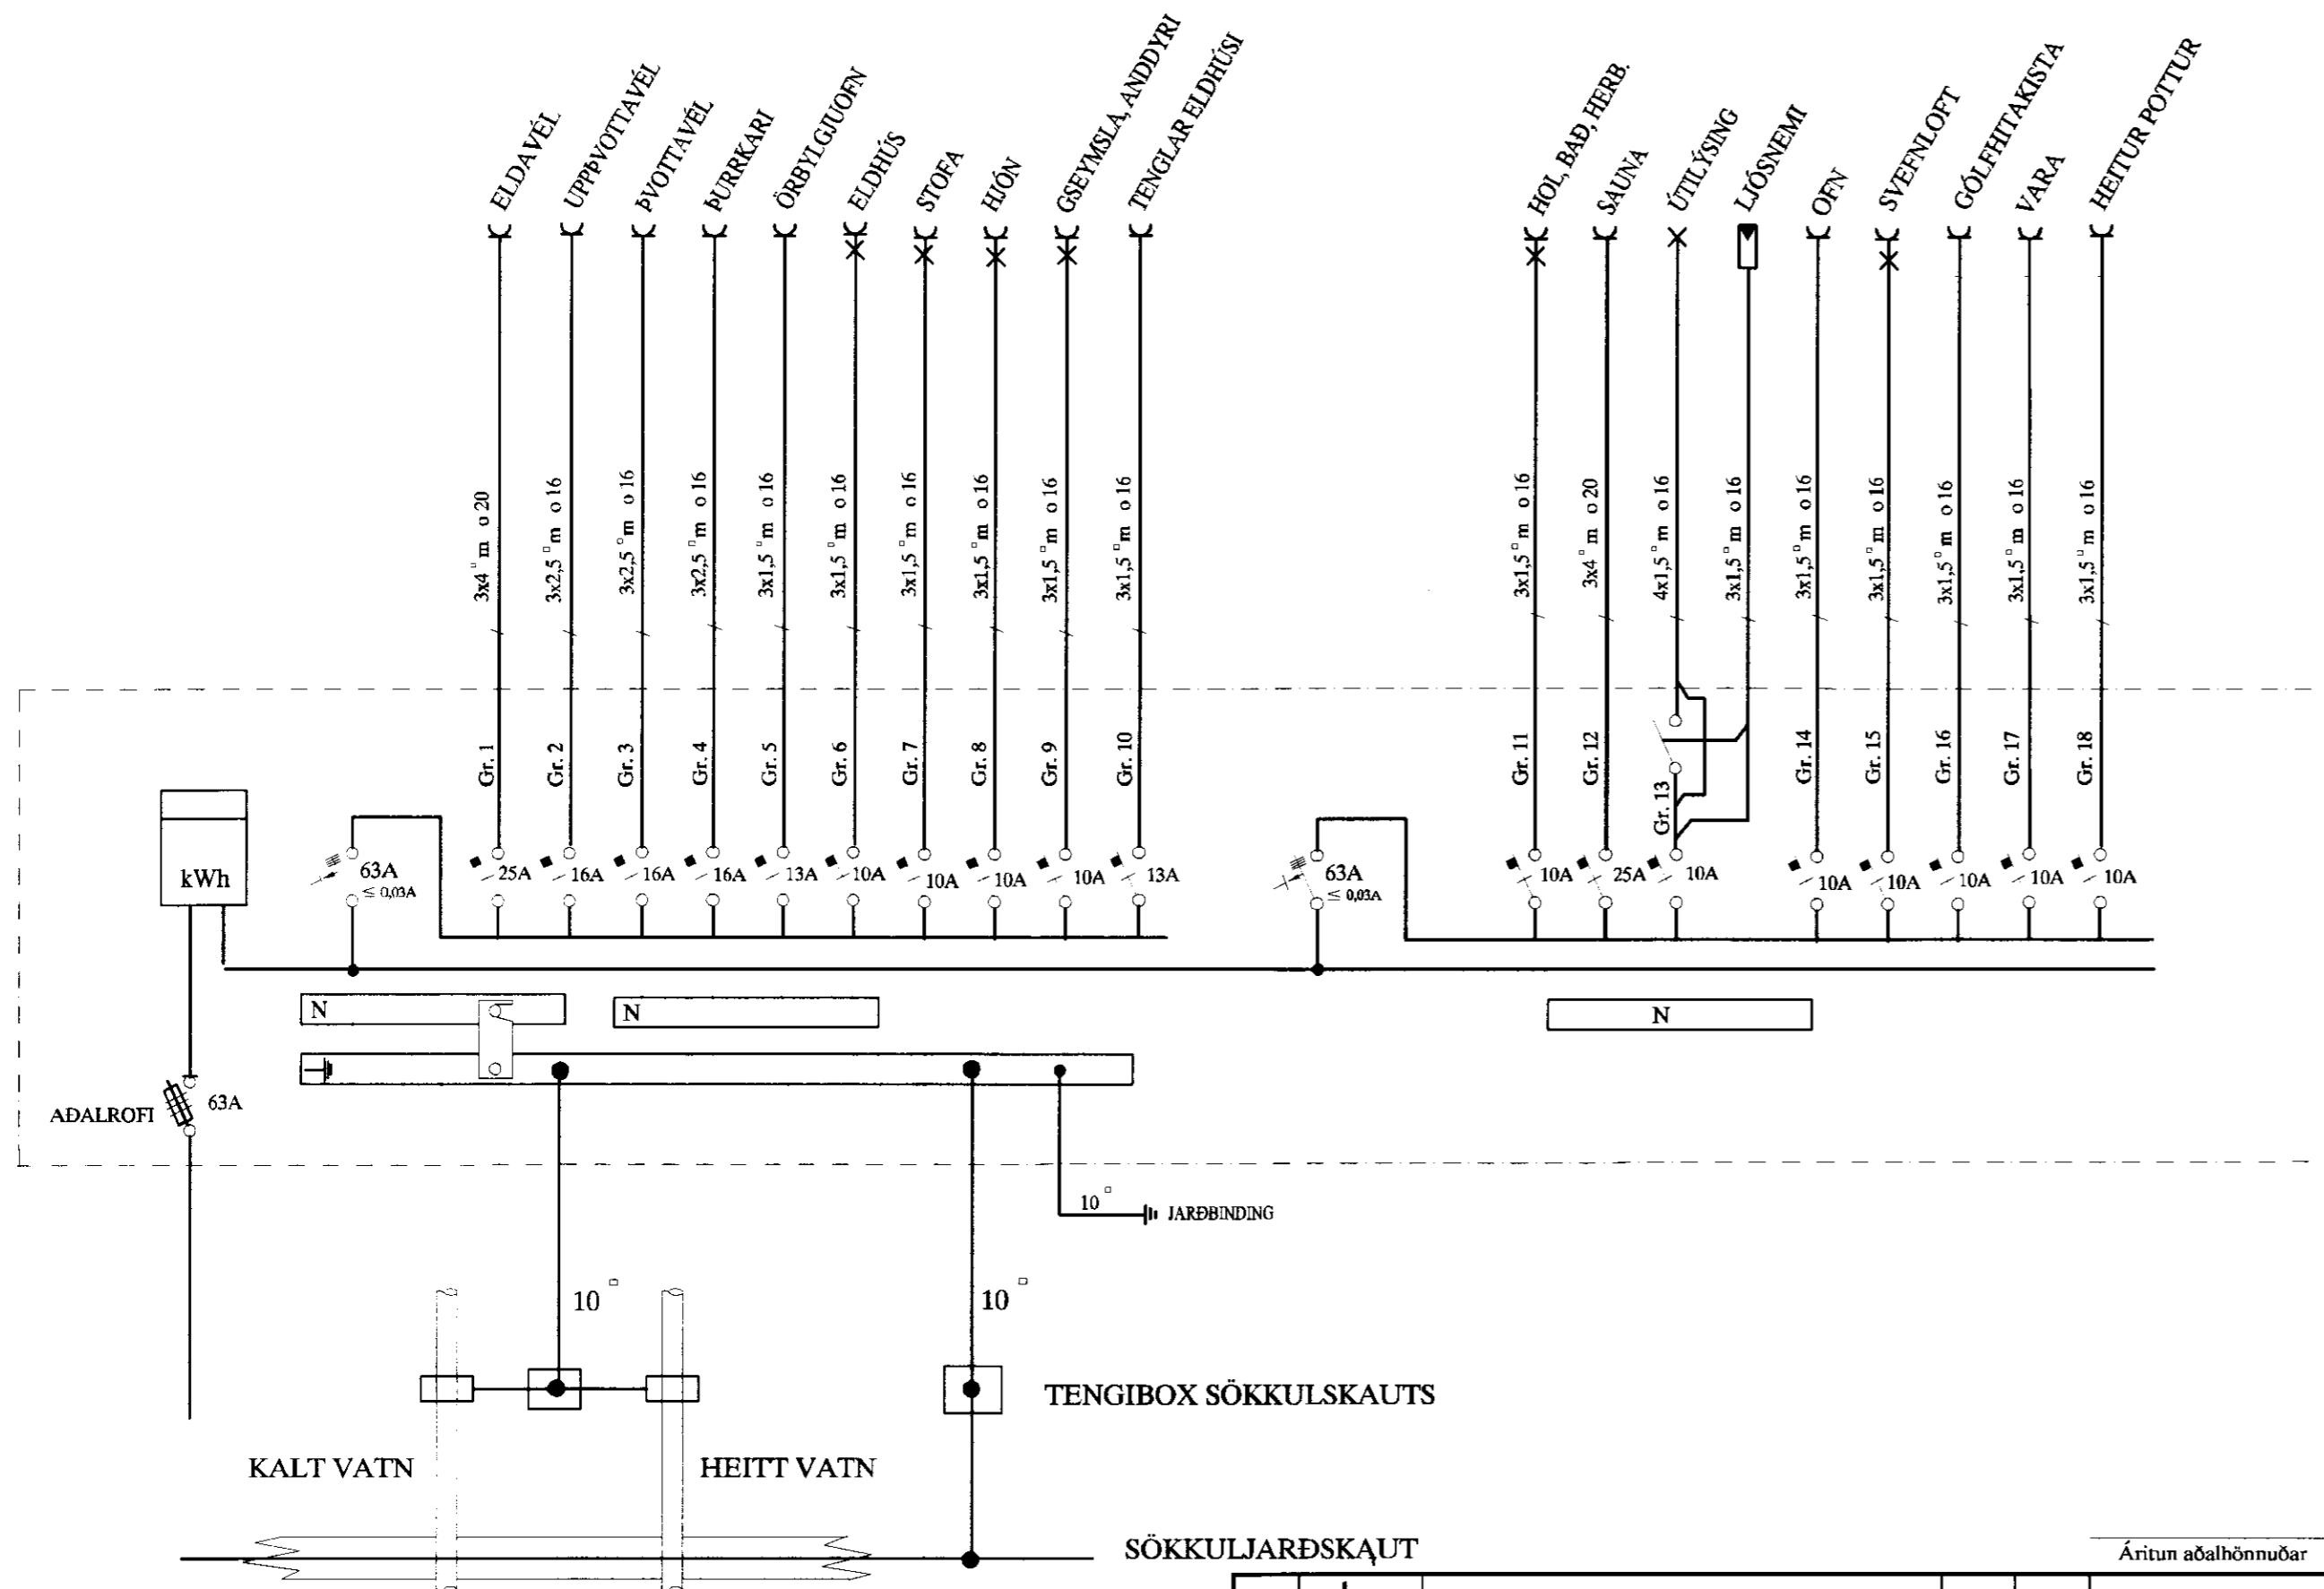 ELDAVÉL
UPPÞVOTTAVÉL
ÞVOTTAVÉL
ÞURRKARI
ÖRBYLGJUOFN
ELDHÚS
STOFA
HJÓN
GSEYMSLA, ANDDYRI
TENGLAR ELDHÚSI
HOL, BAÐ, HERB.
SAUNA
ÚTILÝSING
LJÓSNEMI
OFN
SVEFNLOFT
GÓLFHITAKISTA
VARA
HEITUR POTTUR
3x4 □ m o 20
3x2,5 □ m o 16
3x2,5 □ m o 16
3x2,5 □ m o 16
3x1,5 □ m o 16
3x1,5 □ m o 16
3x1,5 □ m o 16
3x1,5 □ m o 16
3x1,5 □ m o 16
3x1,5 □ m o 16
3x1,5 □ m o 16
3x4 □ m o 20
4x1,5 □ m o 16
3x1,5 □ m o 16
3x1,5 □ m o 16
3x1,5 □ m o 16
3x1,5 □ m o 16
3x1,5 □ m o 16
3x1,5 □ m o 16
Gr. 1
Gr. 2
Gr. 3
Gr. 4
Gr. 5
Gr. 6
Gr. 7
Gr. 8
Gr. 9
Gr. 10
Gr. 11
Gr. 12
Gr. 13
Gr. 14
Gr. 15
Gr. 16
Gr. 17
Gr. 18
kWh
63A
≤ 0,03A
25A
16A
16A
16A
13A
10A
10A
10A
10A
13A
63A
≤ 0,03A
10A
25A
10A
10A
10A
10A
10A
10A
N
N
N
AÐALROFI
63A
10 □
JARÐBINDING
10 □
10 □
TENGIBOX SÖKKULSKAUTS
KALT VATN
HEITT VATN
SÖKKULJARÐSKAUT
Áritun aðalhönnuðar